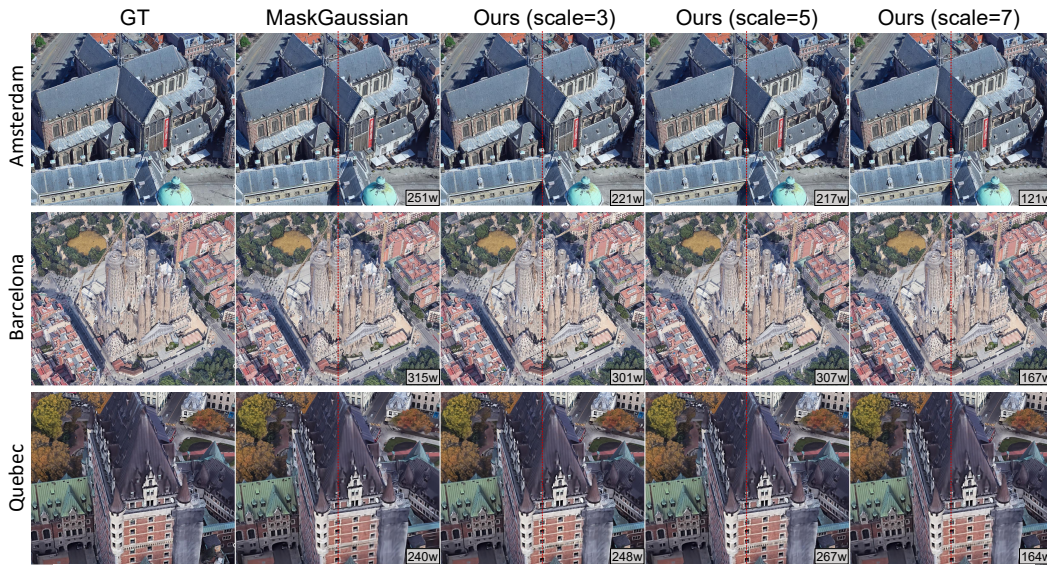 GT MaskGaussian Ours (scale=3) Ours (scale=5) Ours (scale=7)
Amsterdam
251w 221w 217w 121w
Barcelona
315w 301w 307w 167w
Quebec
240w 248w 267w 164w